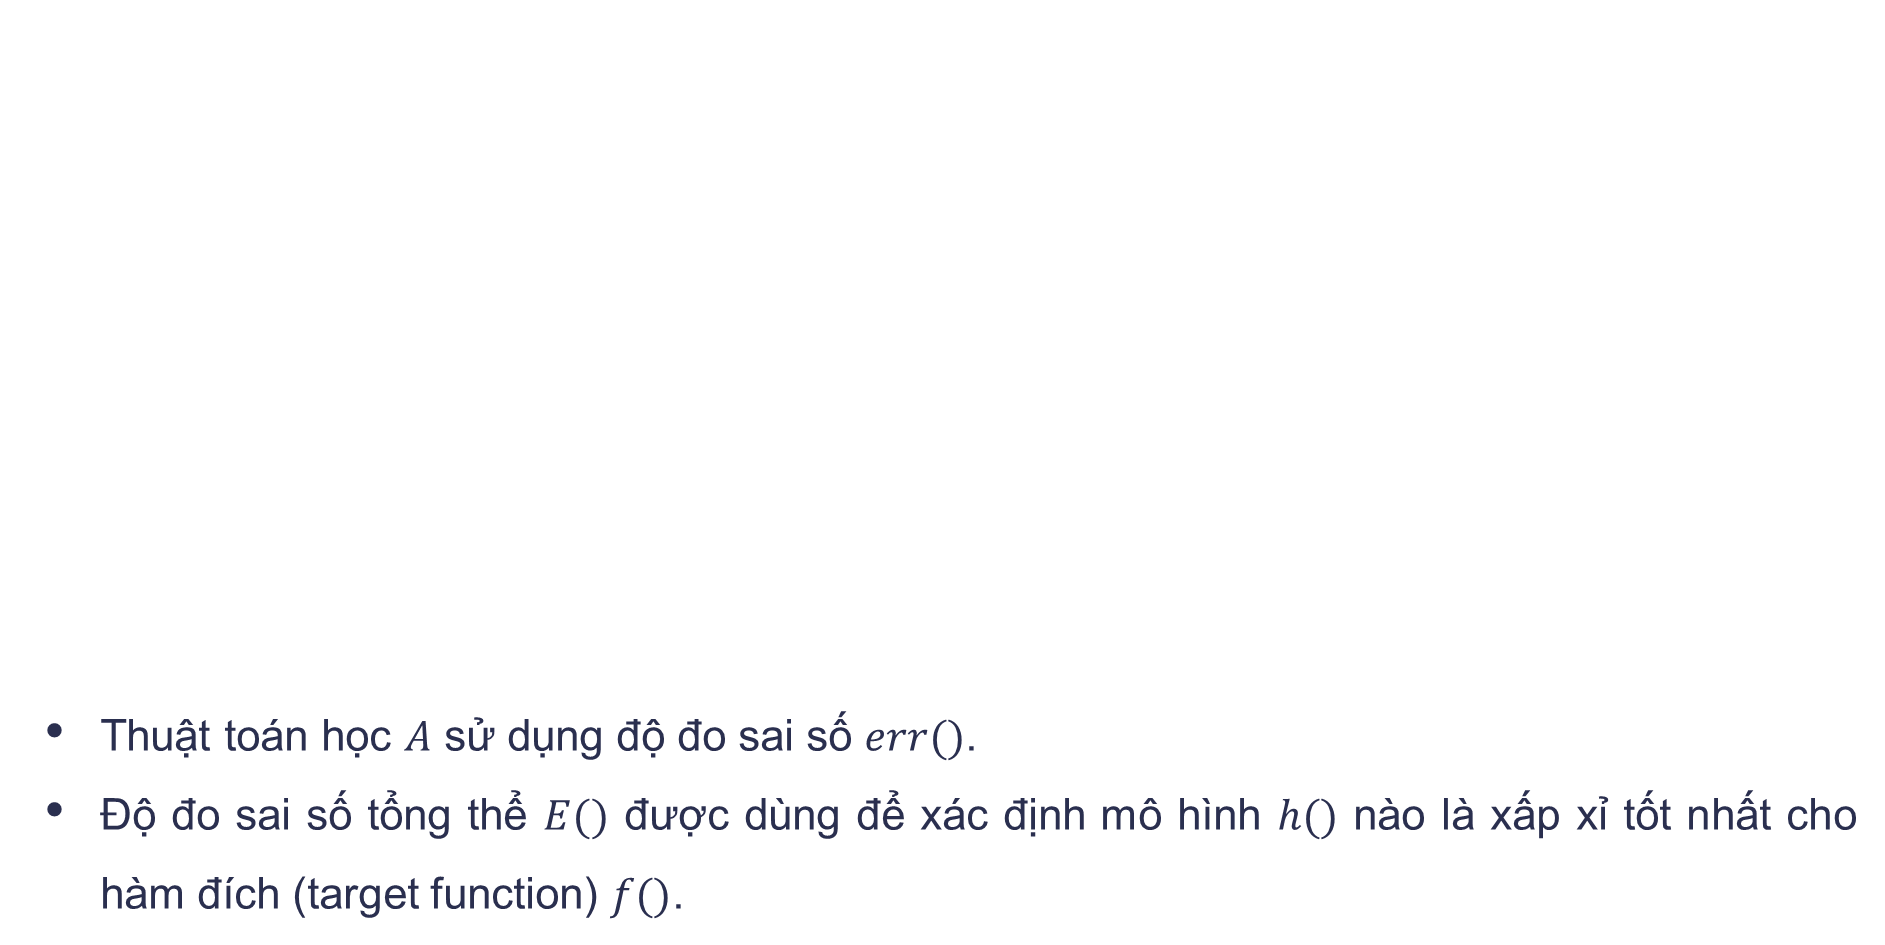 • Thuật toán học A sử dụng độ đo sai số err().
• Độ đo sai số tổng thể E() được dùng để xác định mô hình h() nào là xấp xỉ tốt nhất cho
hàm đích (target function) f().